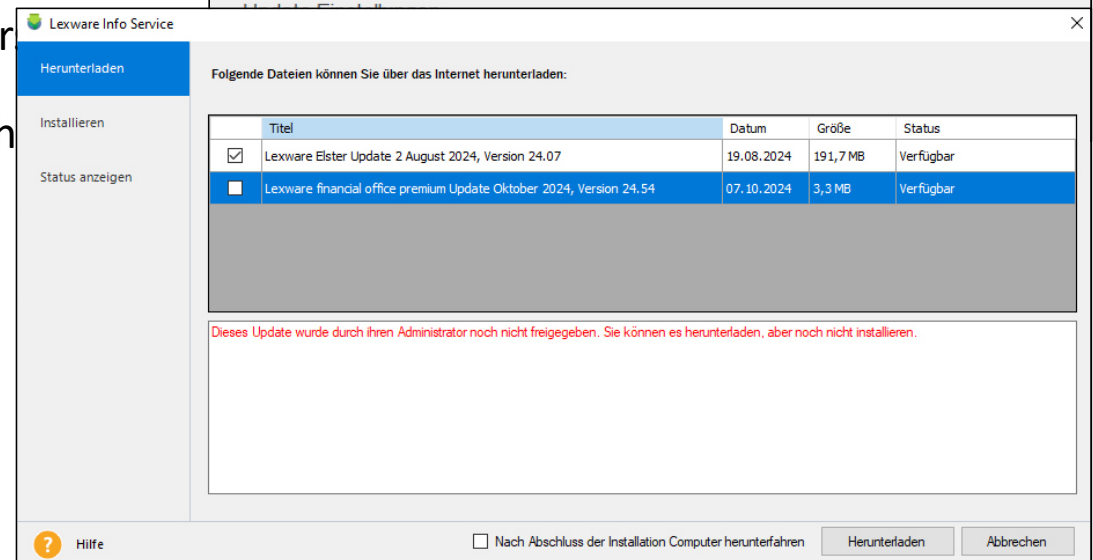 Lexware Info Service
Herunterladen
Folgende Dateien können Sie über das Internet herunterladen:
Installieren
Status anzeigen
Titel Datum Größe Status
Lexware Elster Update 2 August 2024, Version 24.07 19.08.2024 191,7 MB Verfügbar
Lexware financial office premium Update Oktober 2024, Version 24.54 07.10.2024 3,3 MB Verfügbar
Dieses Update wurde durch ihren Administrator noch nicht freigegeben. Sie können es herunterladen, aber noch nicht installieren.
? Hilfe
Nach Abschluss der Installation Computer herunterfahren Herunterladen Abbrechen